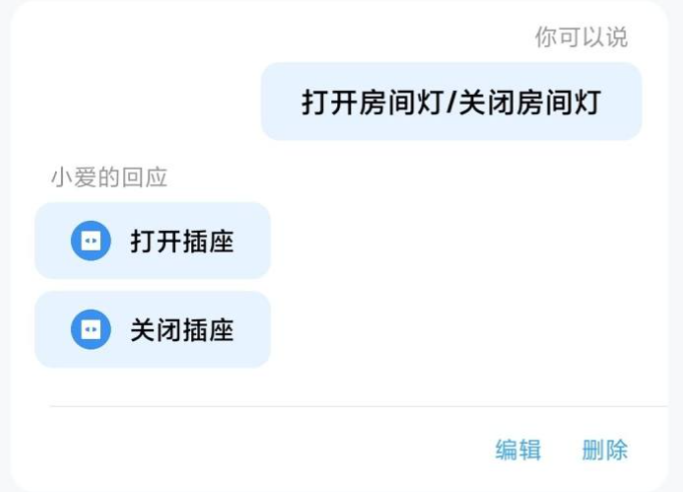 你可以说
打开房间灯/关闭房间灯
小爱的回应
打开插座
关闭插座
编辑 删除